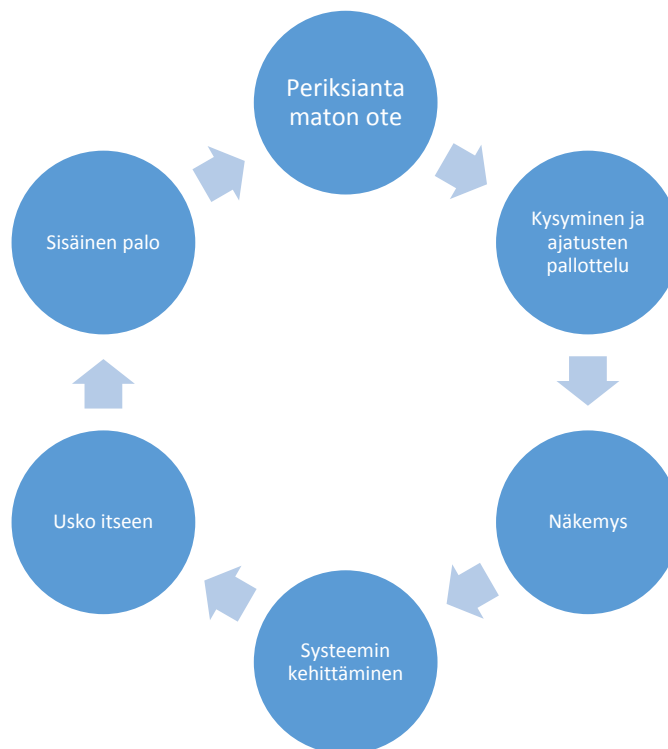 Periksianta
maton ote
Kysyminen ja
ajatusten
pallottelu
Näkemys
Systeemin
kehittäminen
Usko itseen
Sisäinen palo